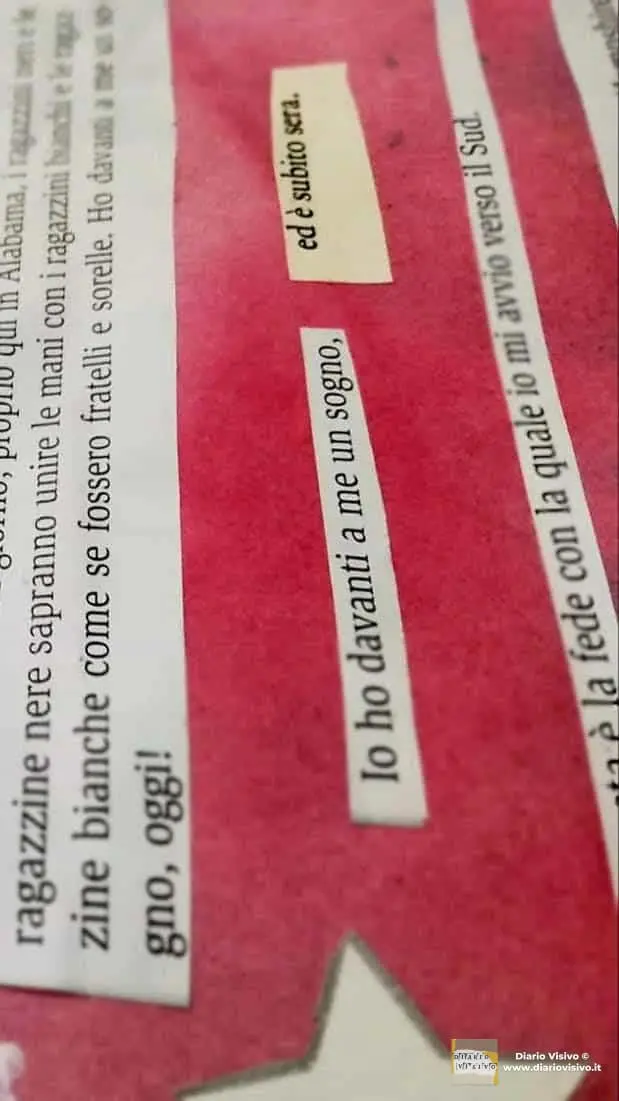 qui in Alabama, i ragazzini neri e le
ragazzine nere sapranno unire le mani con i ragazzini bianchi e le ragaz
zine bianche come se fossero fratelli e sorelle. Ho davanti a me un so
gno, oggi!
ed è subito sera.
Io ho davanti a me un sogno,
è la fede con la quale io mi avvio verso il Sud.
Diario Visivo ©
www.diariovisivo.it